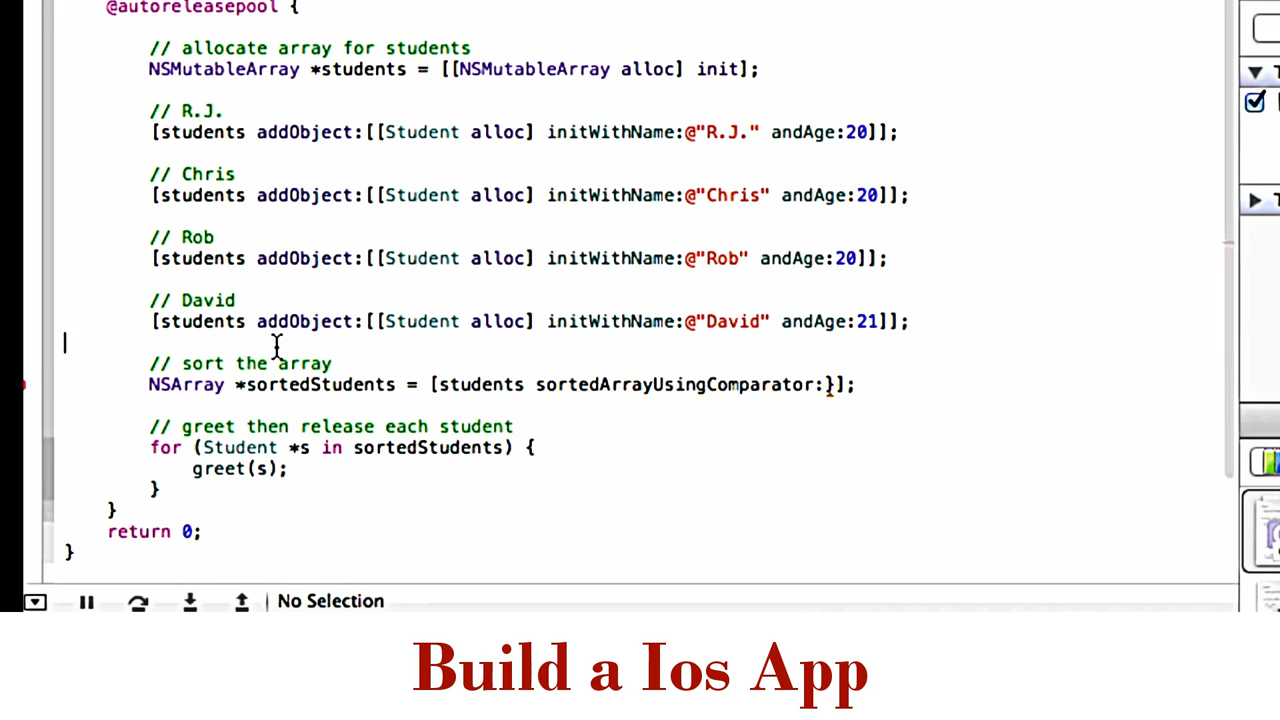 @autoreleasepool {
// allocate array for students
NSMutableArray *students = [[NSMutableArray alloc] init];
// R.J.
[students addObject:[[Student alloc] initWithName:@"R.J." andAge:20]];
// Chris
[students addObject:[[Student alloc] initWithName:@"Chris" andAge:20]];
// Rob
[students addObject:[[Student alloc] initWithName:@"Rob" andAge:20]];
// David
[students addObject:[[Student alloc] initWithName:@"David" andAge:21]];
// sort the array
NSArray *sortedStudents = [students sortedArrayUsingComparator:}];
// greet then release each student
for (Student *s in sortedStudents) {
greet(s);
}
}
return 0;
}
No Selection
Build a Ios App